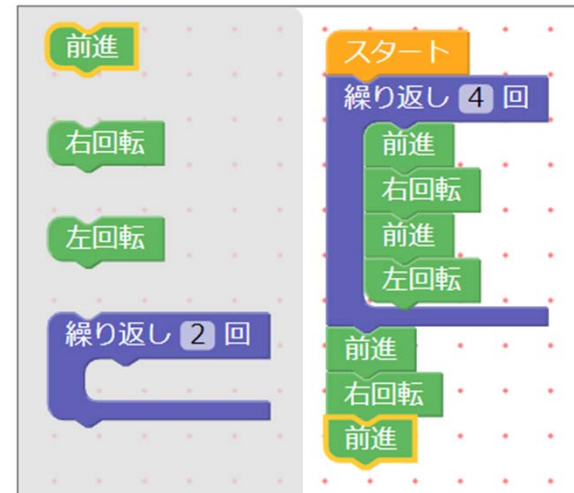 前進
右回転
左回転
繰り返し 2 回
スタート
繰り返し 4 回
前進
右回転
前進
左回転
前進
右回転
前進